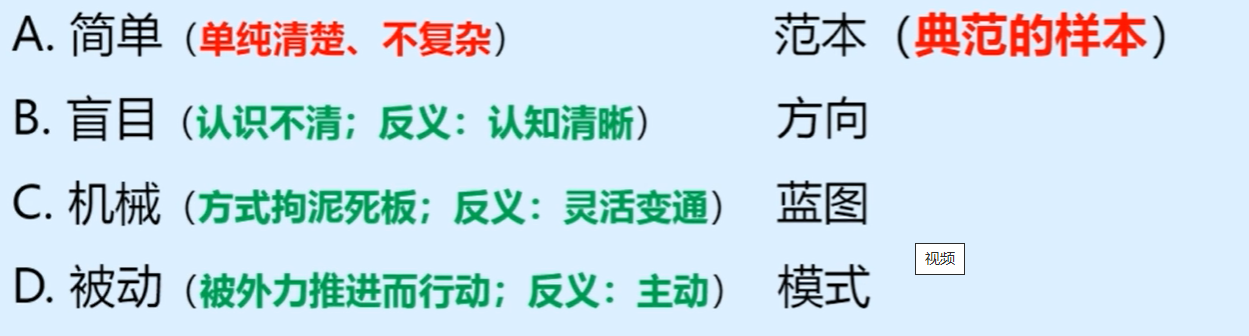 A. 简单（单纯清楚、不复杂） 范本（典范的样本）
B. 盲目（认识不清；反义：认知清晰） 方向
C. 机械（方式拘泥死板；反义：灵活变通） 蓝图
视频
D. 被动（被外力推进而行动；反义：主动） 模式